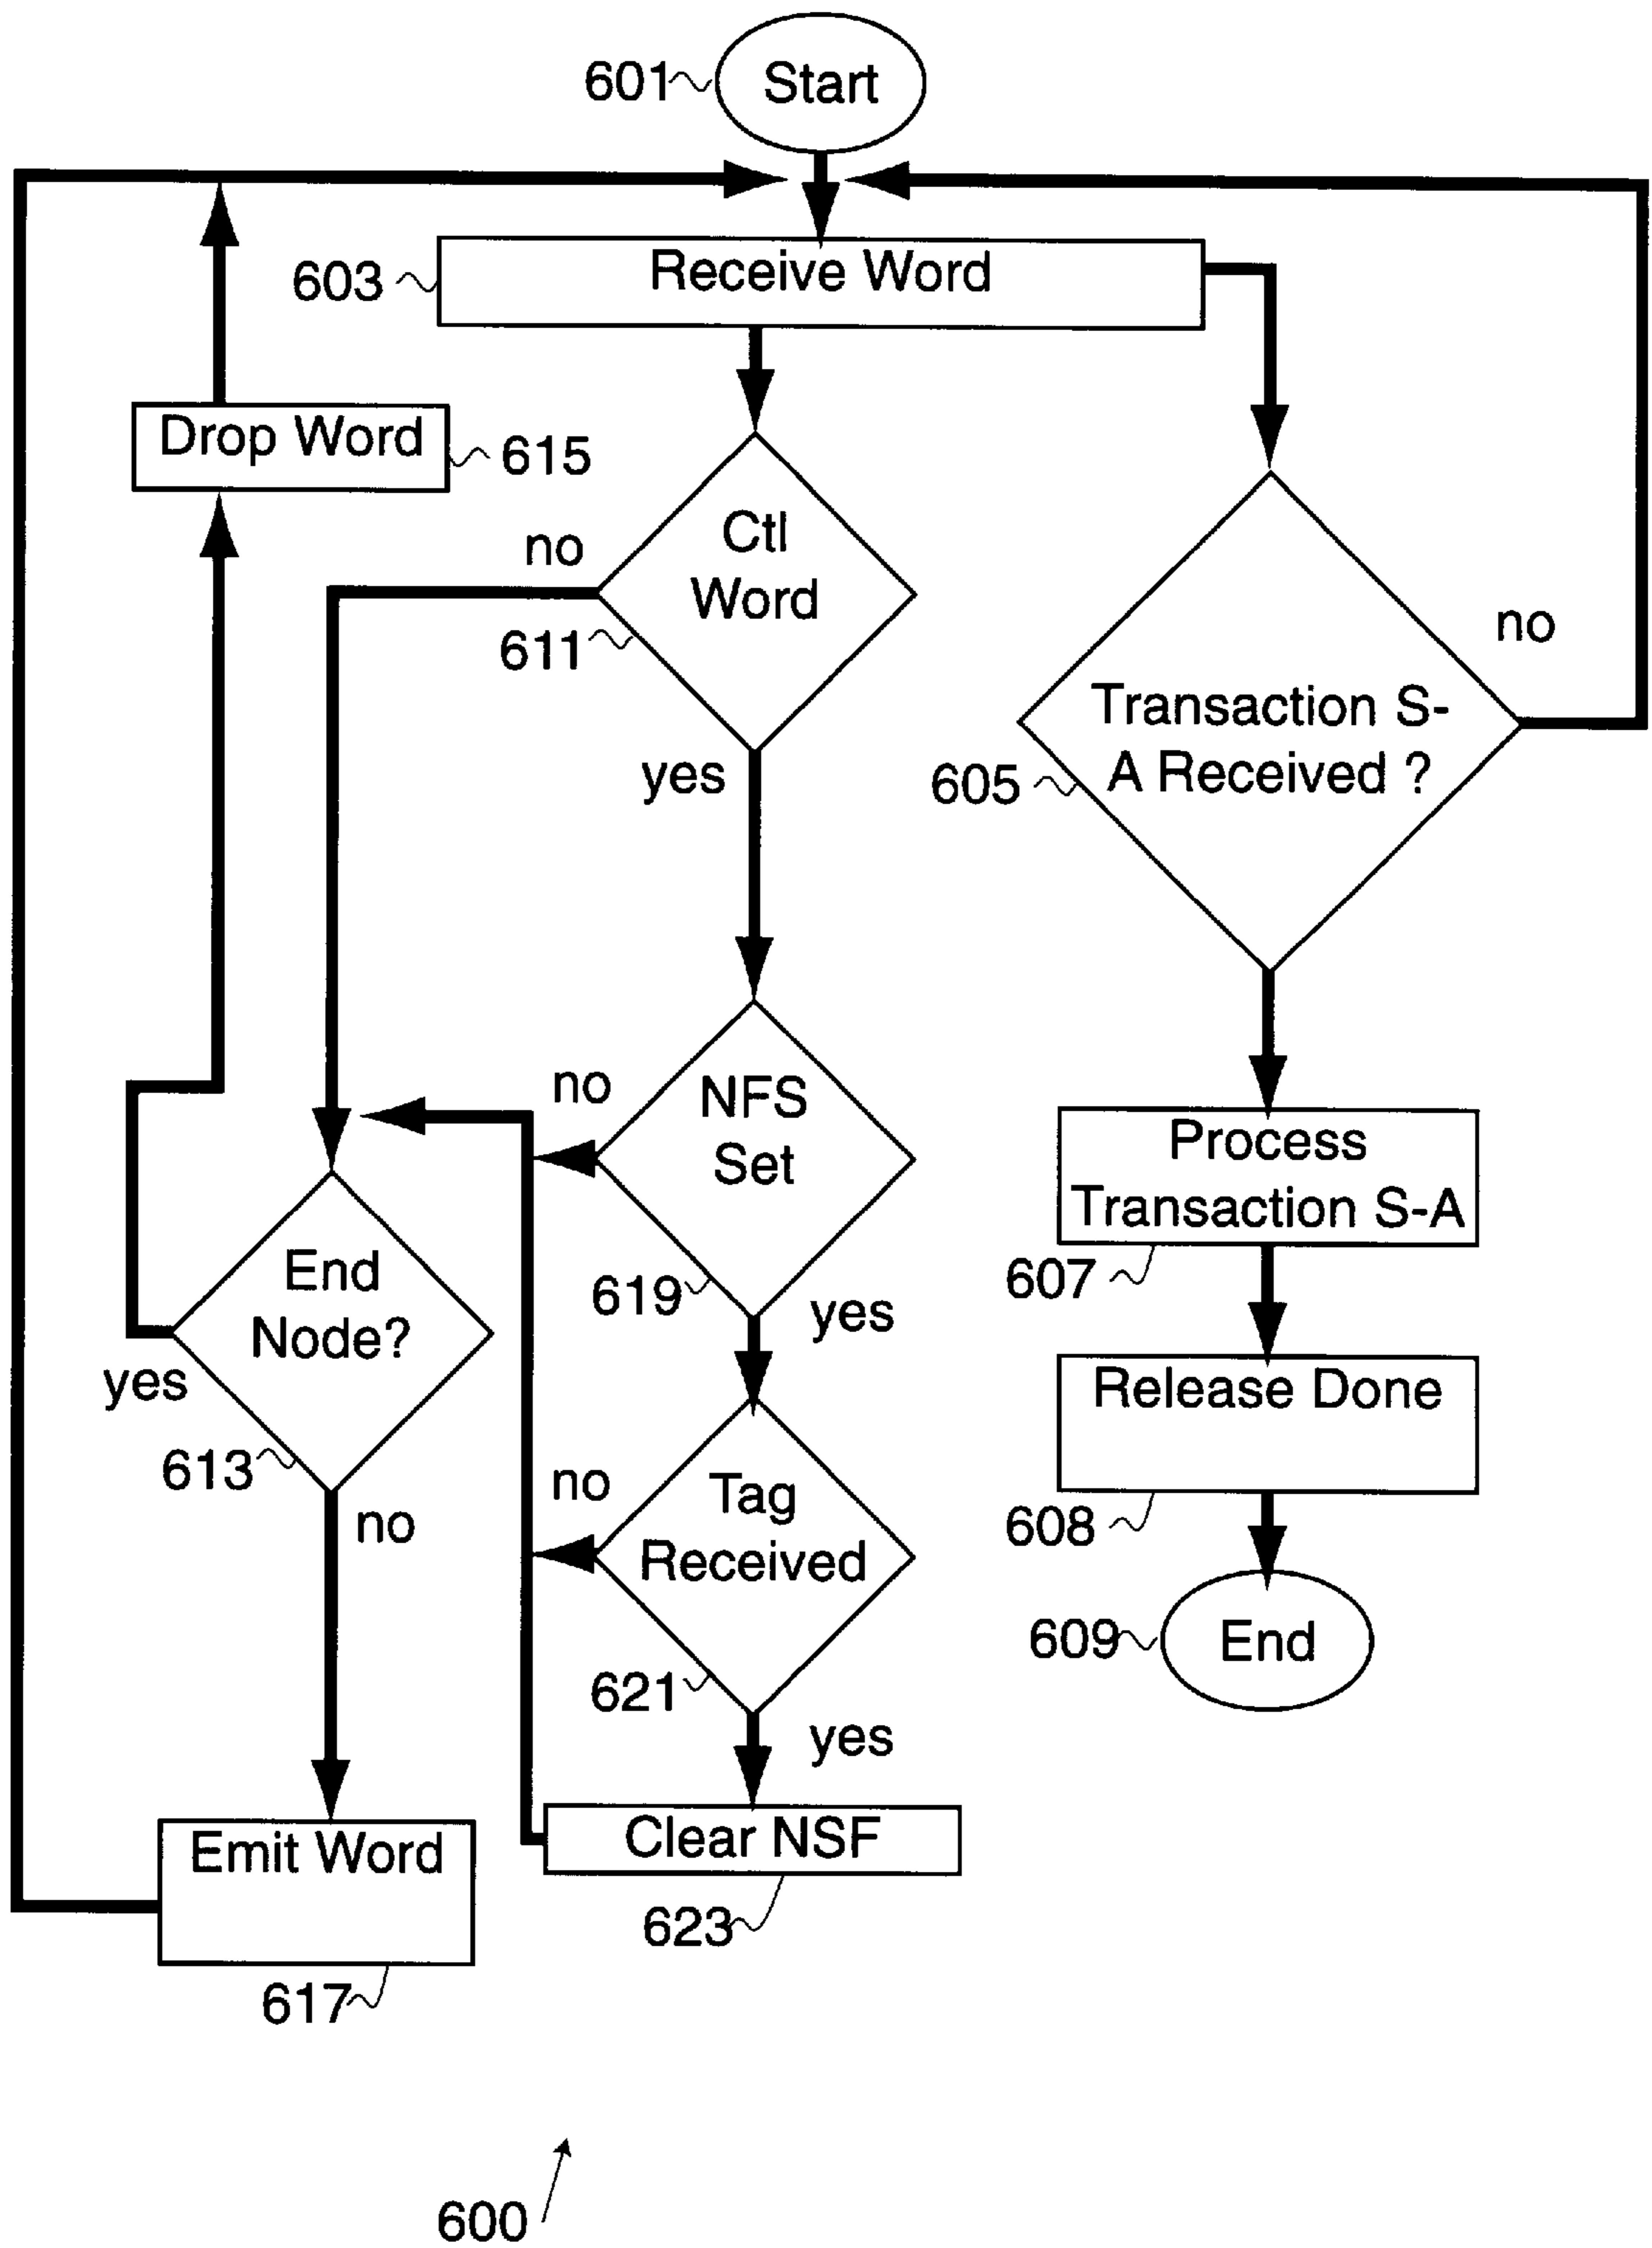 601
Start
603
Receive Word
Drop Word
615
no
Ctl
Word
611
yes
no
Transaction S-
A Received ?
605
no
NFS
Set
619
yes
Process
Transaction S-A
607
End
Node?
yes
613
no
Release Done
608
no
Tag
Received
621
yes
609
End
Emit Word
617
Clear NSF
623
600